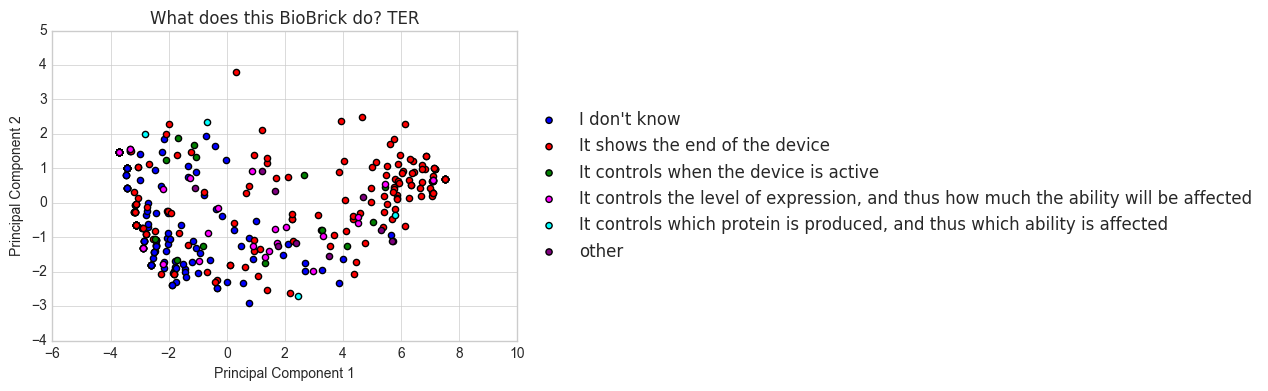 What does this BioBrick do? TER
5
4
3
2
1
0
−1
−2
−3
−4
Principal Component 2
−6 −4 −2 0 2 4 6 8 10
Principal Component 1
I don't know
It shows the end of the device
It controls when the device is active
It controls the level of expression, and thus how much the ability will be affected
It controls which protein is produced, and thus which ability is affected
other